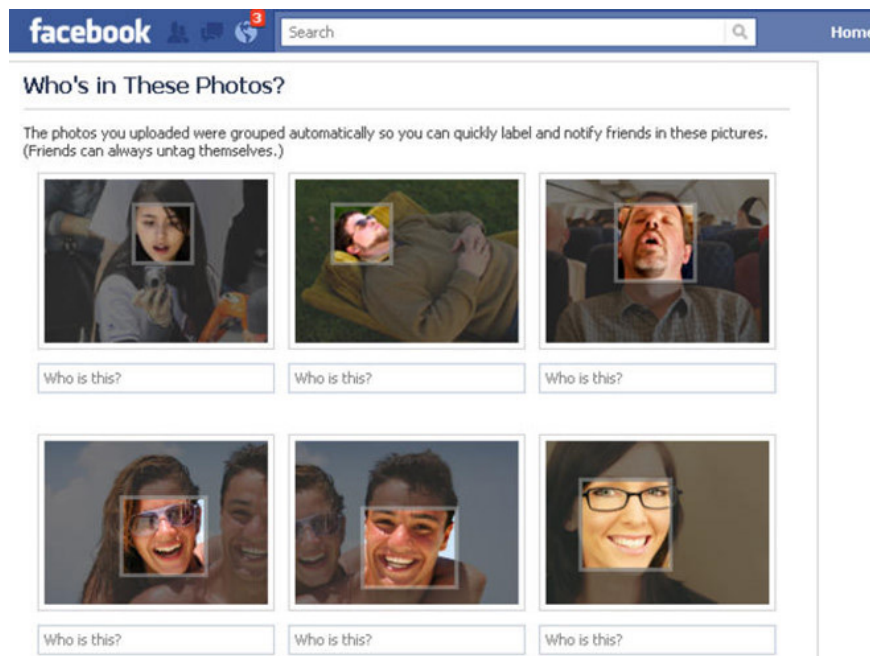 facebook 3 Search Home
Who's in These Photos?
The photos you uploaded were grouped automatically so you can quickly label and notify friends in these pictures.
(Friends can always untag themselves.)
Who is this? Who is this? Who is this?
Who is this? Who is this? Who is this?